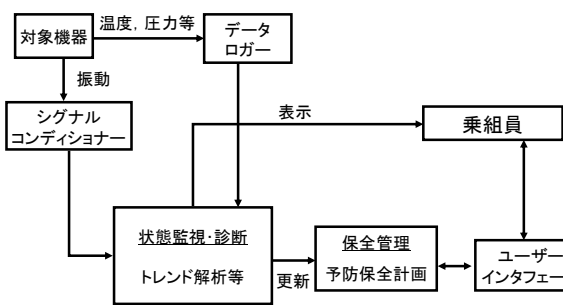 対象機器
温度, 圧力等
データ
ロガー
振動
シグナル
コンディショナー
表示
乗組員
状態監視・診断
トレンド解析等
更新
保全管理
予防保全計画
ユーザー
インタフェース